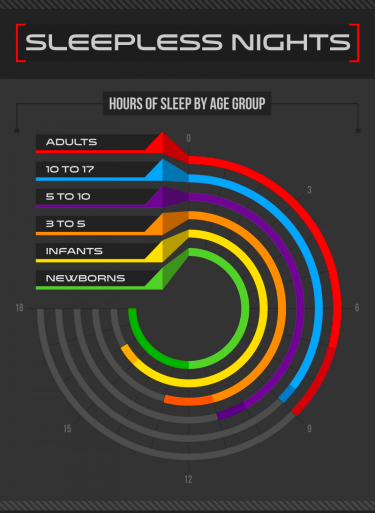 SLEEPLESS NIGHTS
HOURS OF SLEEP BY AGE GROUP
ADULTS
10 TO 17
5 TO 10
3 TO 5
INFANTS
NEWBORNS
0
3
6
9
12
15
18